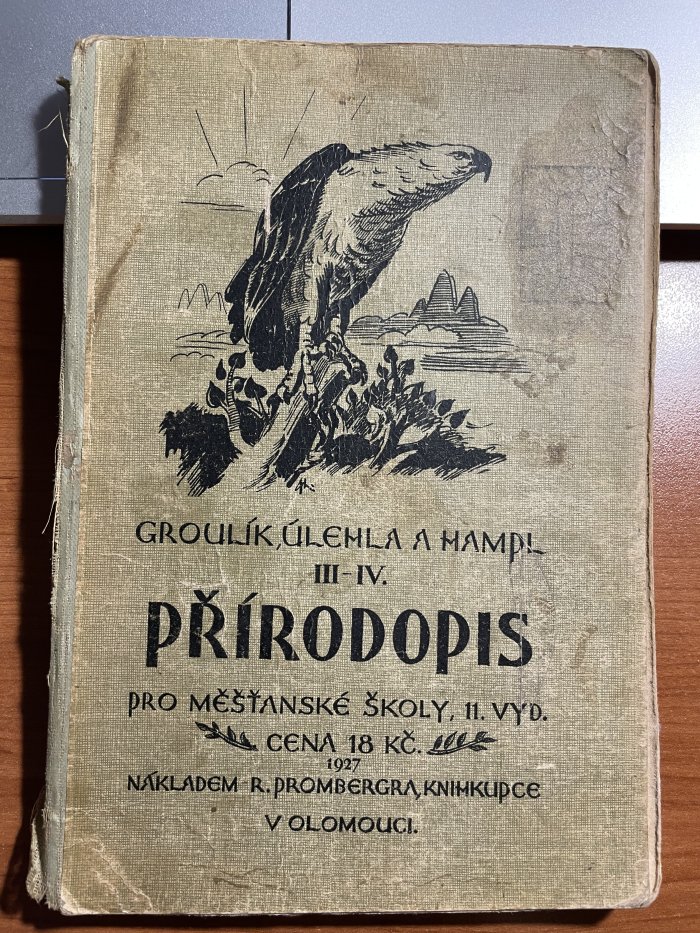 GROULÍK, ÚLEHLA A HAMPL
III-IV.
PŘÍRODOPIS
PRO MĚŠŤANSKÉ ŠKOLY, 11. VYD.
CENA 18 KČ.
1927
NÁKLADEM R. PROMBERGRA, KNIHKUPCE
V OLOMOUCI.